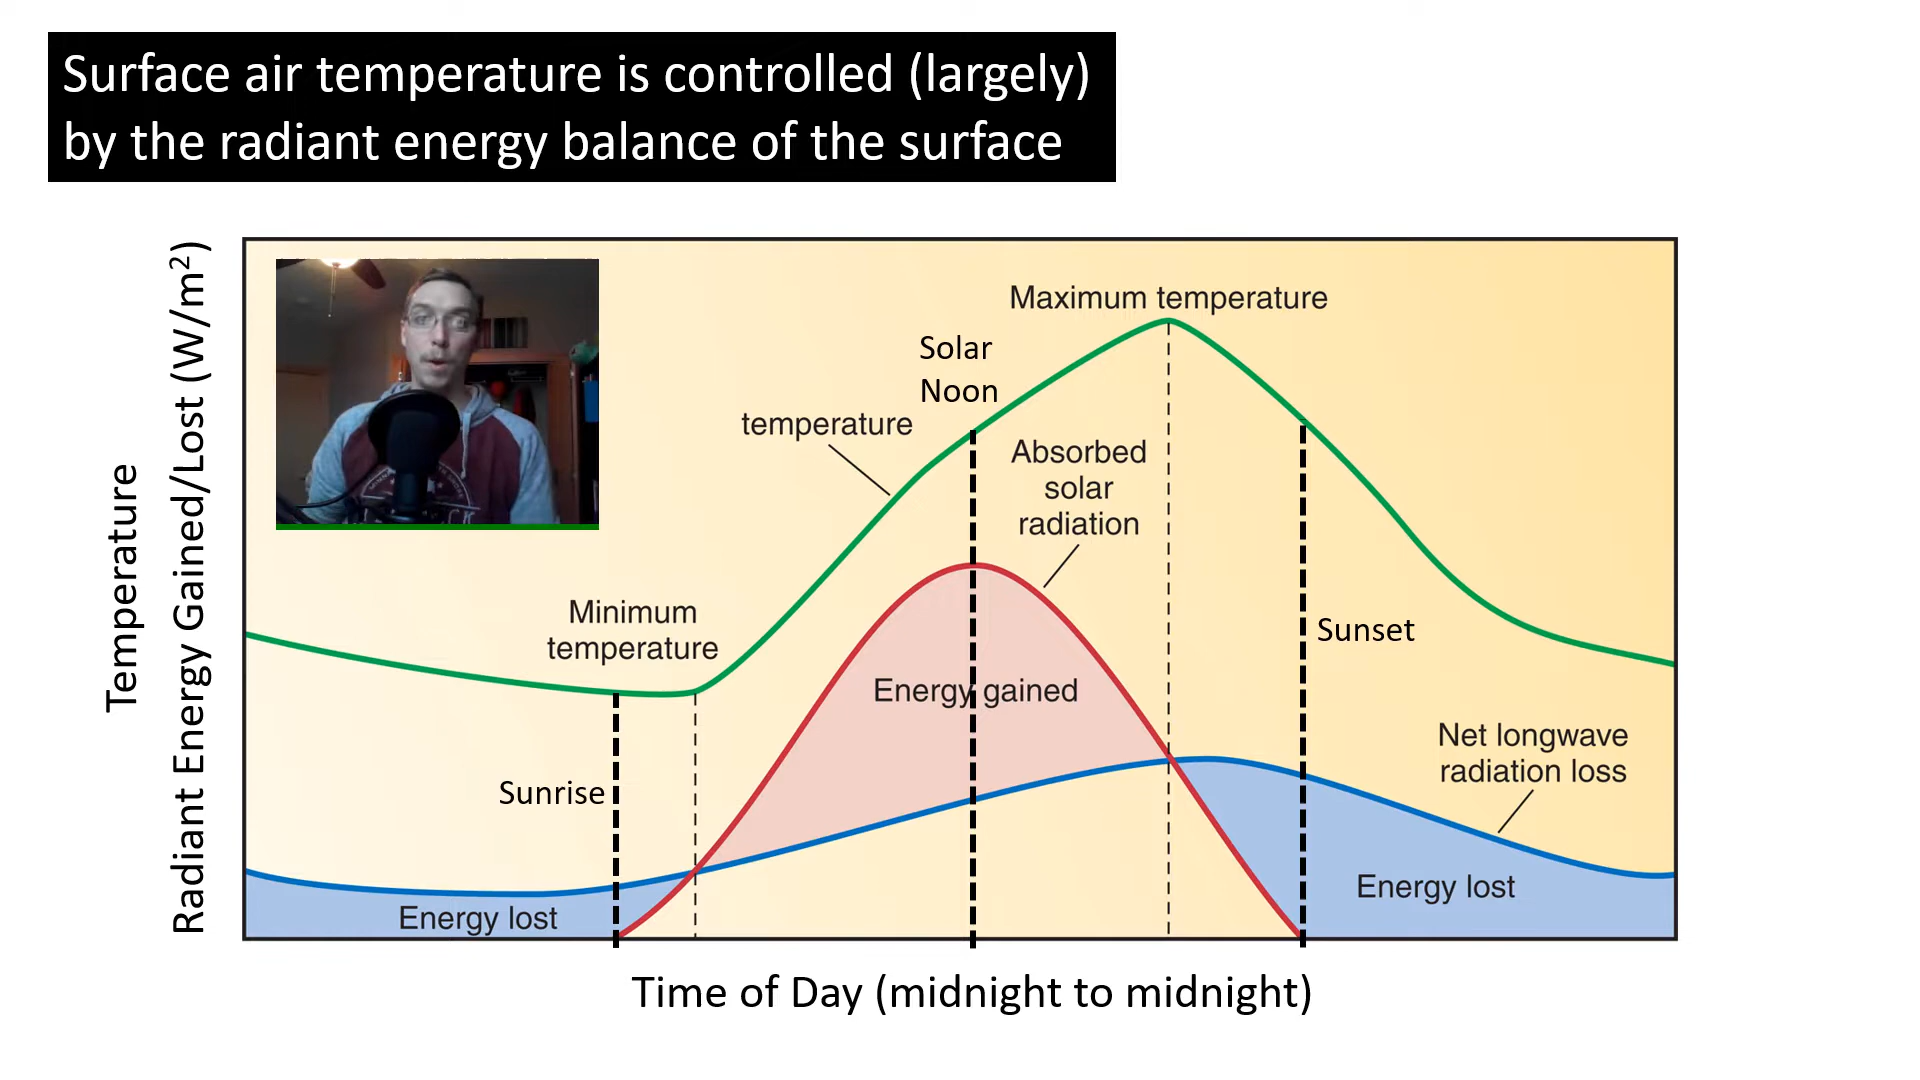 Surface air temperature is controlled (largely)
by the radiant energy balance of the surface
Temperature
Radiant Energy Gained/Lost (W/m²)
Maximum temperature
Solar
Noon
temperature
Absorbed
solar
radiation
Minimum
temperature
Sunset
Energy gained
Net longwave
radiation loss
Sunrise
Energy lost
Energy lost
Time of Day (midnight to midnight)